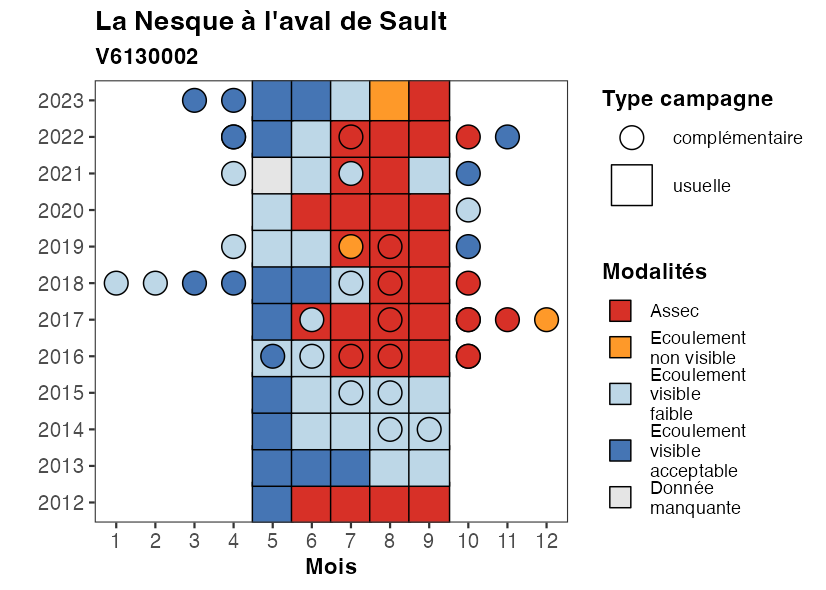 La Nesque à l'aval de Sault
V6130002
2023
2022
2021
2020
2019
2018
2017
2016
2015
2014
2013
2012
1 2 3 4 5 6 7 8 9 10 11 12
Mois
Type campagne
complémentaire
usuelle
Modalités
Assec
Ecoulement
non visible
Ecoulement
visible
faible
Ecoulement
visible
acceptable
Donnée
manquante